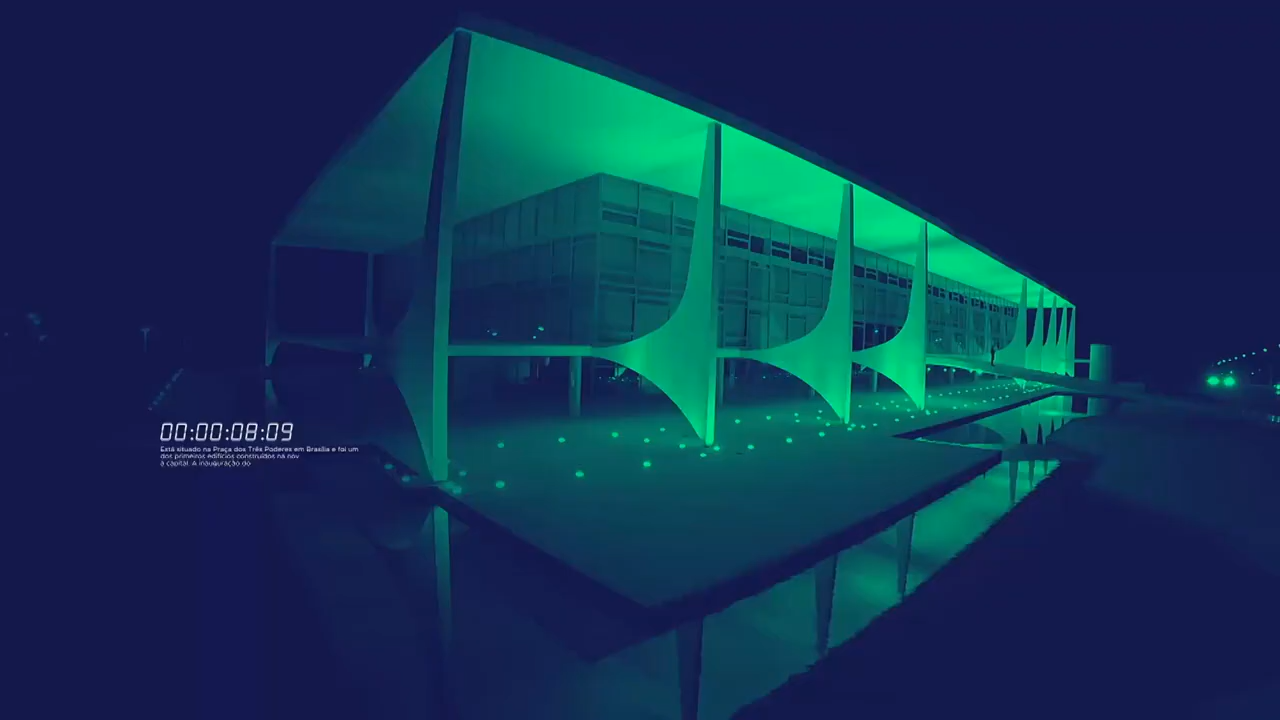 00:00:08:09
Está situado na Praça dos Três Poderes em Brasília e foi um
dos primeiros edifícios construídos na nov
a capital. A inauguração do